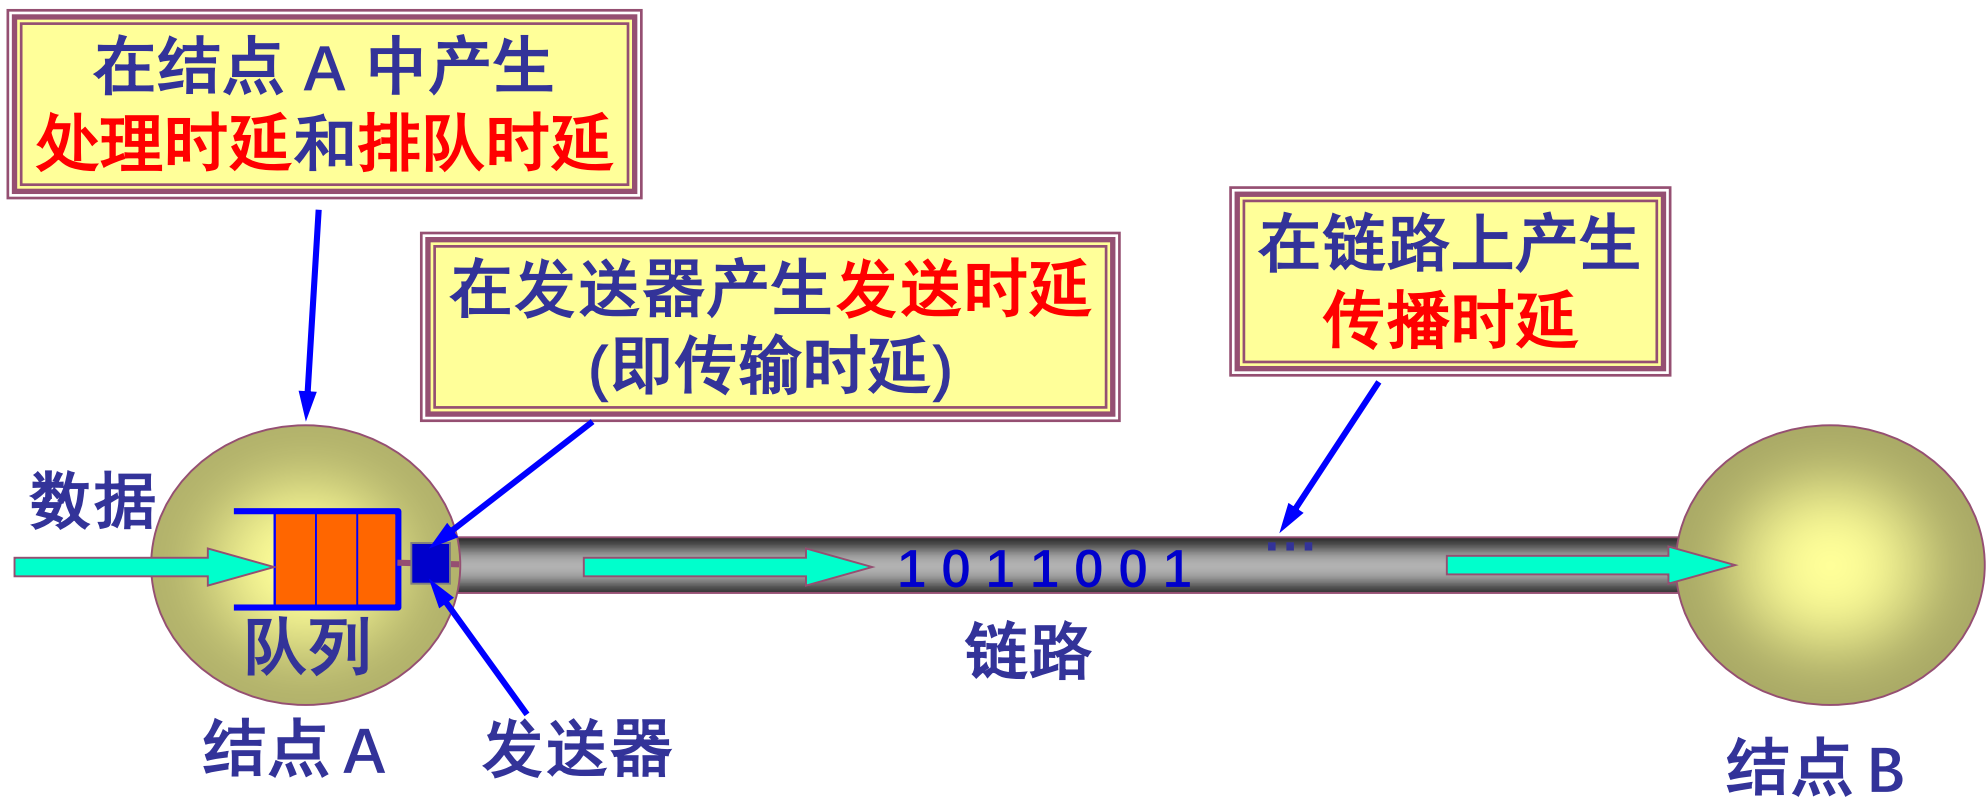 在结点 A 中产生
处理时延和排队时延
在发送器产生发送时延
(即传输时延)
在链路上产生
传播时延
数据
1 0 1 1 0 0 1
…
队列
链路
结点 A
发送器
结点 B